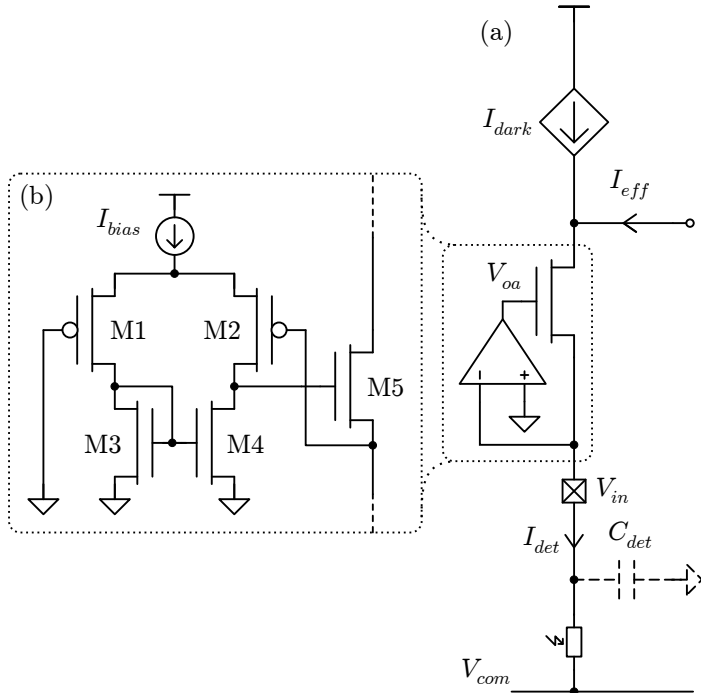 (a)
I_dark
I_eff
(b)
I_bias
V_oa
M1
M2
M5
M3
M4
- +
V_in
I_det
C_det
V_com